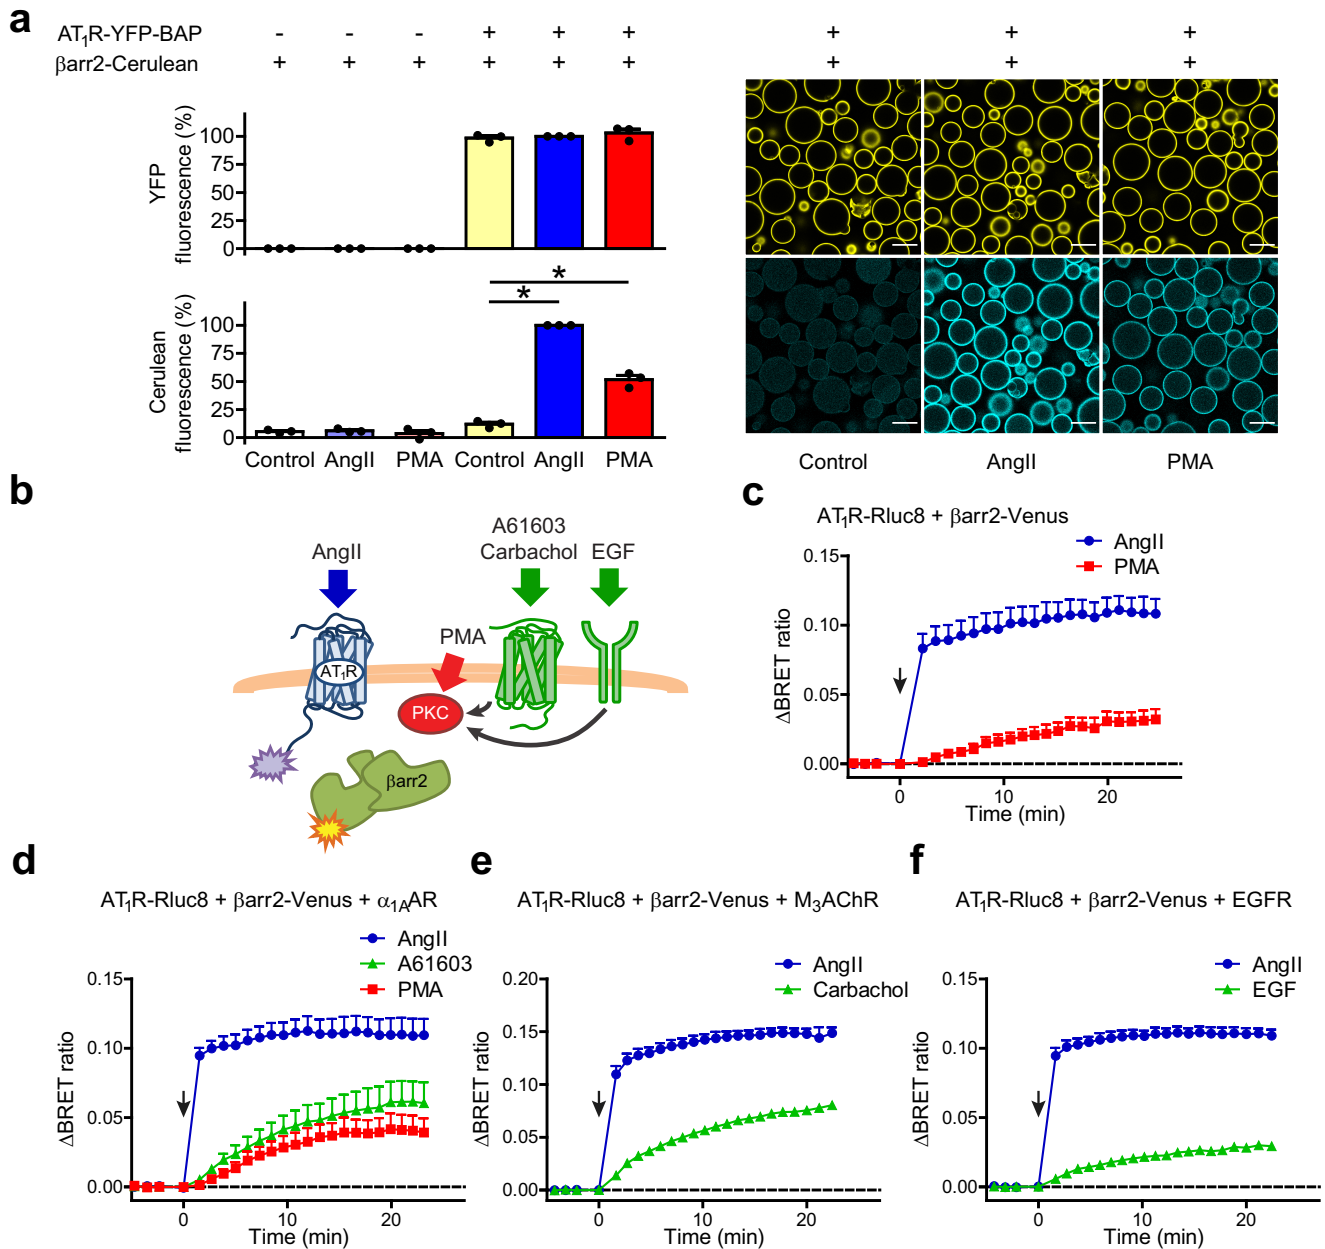 a
AT1R-YFP-BAP - - - + + + + + +
βarr2-Cerulean + + + + + + + + +
YFP fluorescence (%)
100
75
50
25
0
* 
*
Cerulean fluorescence (%)
100
75
50
25
0
Control AngII PMA Control AngII PMA
Control AngII PMA
b
AngII
A61603
Carbachol EGF
PMA
AT1R
PKC
βarr2
c
AT1R-Rluc8 + βarr2-Venus
AngII
PMA
ΔBRET ratio
0.15
0.10
0.05
0.00
0 10 20
Time (min)
d
AT1R-Rluc8 + βarr2-Venus + α1AAR
AngII
A61603
PMA
ΔBRET ratio
0.15
0.10
0.05
0.00
0 10 20
Time (min)
e
AT1R-Rluc8 + βarr2-Venus + M3AChR
AngII
Carbachol
ΔBRET ratio
0.20
0.15
0.10
0.05
0.00
0 10 20
Time (min)
f
AT1R-Rluc8 + βarr2-Venus + EGFR
AngII
EGF
ΔBRET ratio
0.15
0.10
0.05
0.00
0 10 20
Time (min)